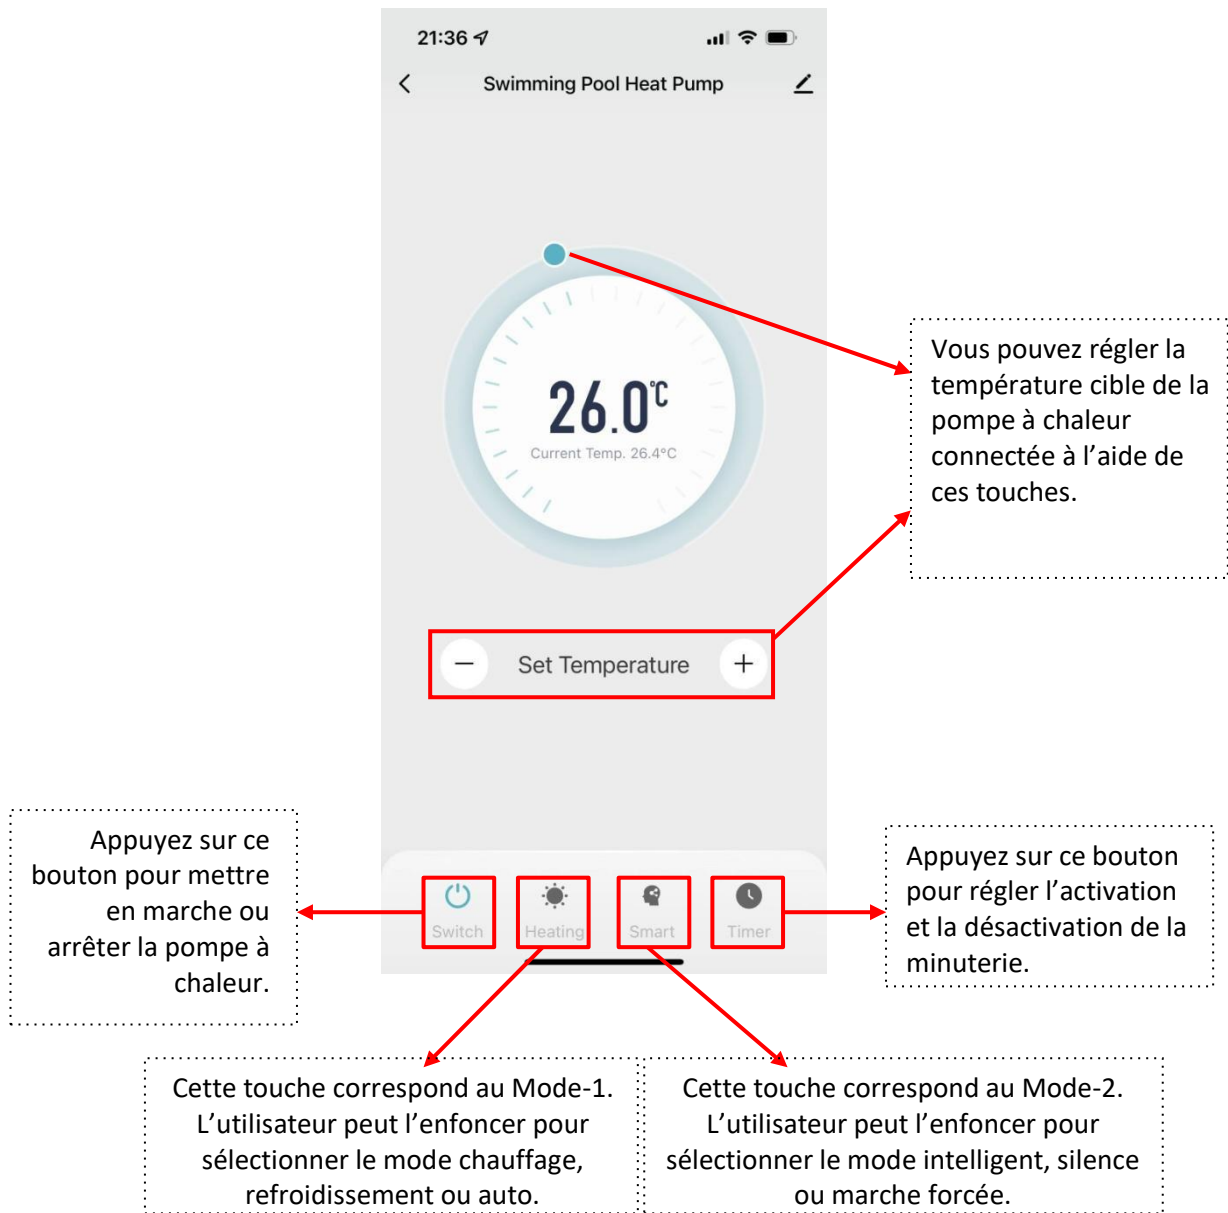 21:36
Swimming Pool Heat Pump
26.0°C
Current Temp. 26.4°C
Vous pouvez régler la
température cible de la
pompe à chaleur
connectée à l’aide de
ces touches.
− Set Temperature +
Appuyez sur ce
bouton pour mettre
en marche ou
arrêter la pompe à
chaleur.
Switch
Heating
Smart
Timer
Appuyez sur ce bouton
pour régler l’activation
et la désactivation de la
minuterie.
Cette touche correspond au Mode-1.
L’utilisateur peut l’enfoncer pour
sélectionner le mode chauffage,
refroidissement ou auto.
Cette touche correspond au Mode-2.
L’utilisateur peut l’enfoncer pour
sélectionner le mode intelligent, silence
ou marche forcée.